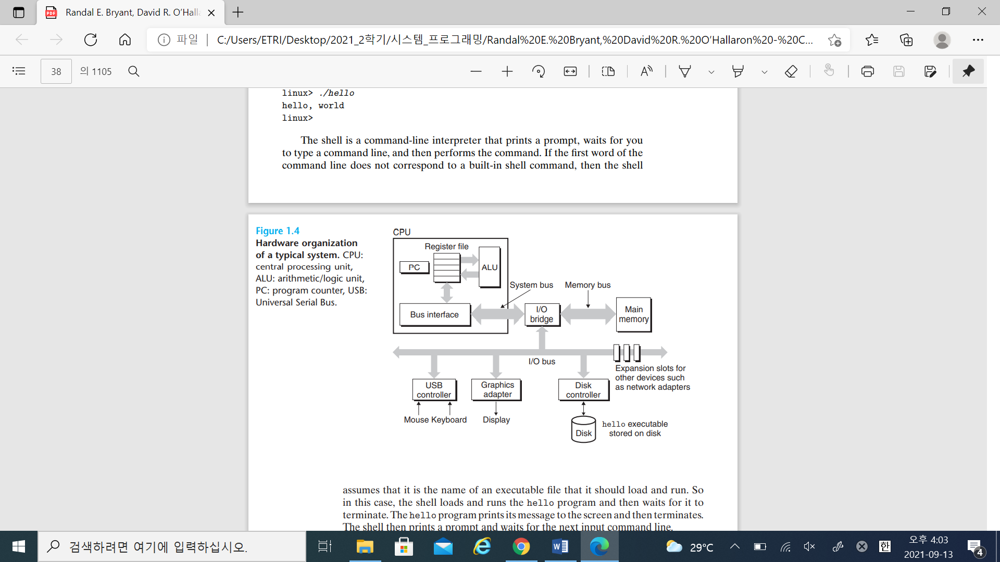 Randal E. Bryant, David R. O'Halla
파일
C:/Users/ETRI/Desktop/2021_2학기/시스템_프로그래밍/Randal%20E.%20Bryant,%20David%20R.%20O'Hallaron%20-%20C...
38
의 1105
linux> ./hello
hello, world
linux>
The shell is a command-line interpreter that prints a prompt, waits for you
to type a command line, and then performs the command. If the first word of the
command line does not correspond to a built-in shell command, then the shell
Figure 1.4
Hardware organization
of a typical system. CPU:
central processing unit,
ALU: arithmetic/logic unit,
PC: program counter, USB:
Universal Serial Bus.
CPU
Register file
PC
ALU
System bus
Memory bus
Bus interface
I/O
bridge
Main
memory
I/O bus
Expansion slots for
other devices such
as network adapters
USB
controller
Graphics
adapter
Disk
controller
Mouse Keyboard
Display
Disk
hello executable
stored on disk
assumes that it is the name of an executable file that it should load and run. So
in this case, the shell loads and runs the hello program and then waits for it to
terminate. The hello program prints its message to the screen and then terminates.
The shell then prints a prompt and waits for the next input command line.
검색하려면 여기에 입력하십시오.
29°C
한
오후 4:03
2021-09-13
4